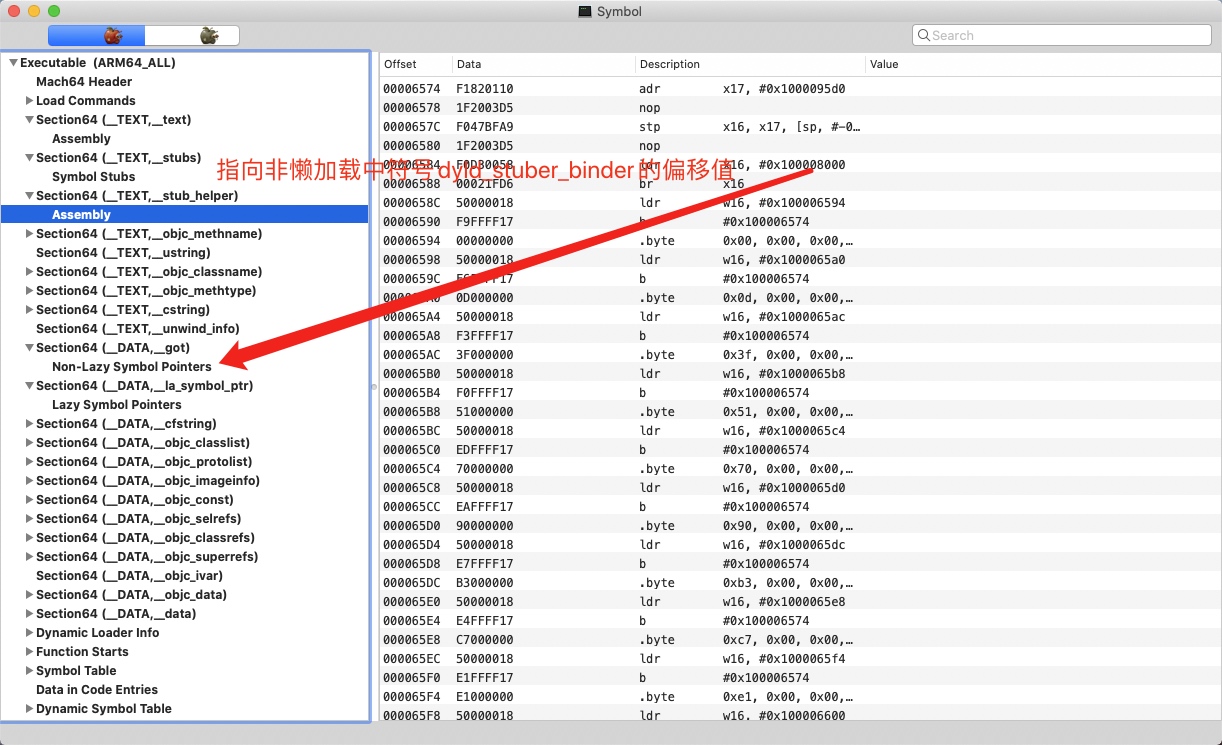 Symbol
Search
Executable (ARM64_ALL)
Mach64 Header
Load Commands
Section64 (__TEXT,__text)
Assembly
Section64 (__TEXT,__stubs)
Symbol Stubs
Section64 (__TEXT,__stub_helper)
Assembly
Section64 (__TEXT,__objc_methname)
Section64 (__TEXT,__ustring)
Section64 (__TEXT,__objc_classname)
Section64 (__TEXT,__objc_methtype)
Section64 (__TEXT,__cstring)
Section64 (__TEXT,__unwind_info)
Section64 (__DATA,__got)
Non-Lazy Symbol Pointers
Section64 (__DATA,__la_symbol_ptr)
Lazy Symbol Pointers
Section64 (__DATA,__cfstring)
Section64 (__DATA,__objc_classlist)
Section64 (__DATA,__objc_protolist)
Section64 (__DATA,__objc_imageinfo)
Section64 (__DATA,__objc_const)
Section64 (__DATA,__objc_selrefs)
Section64 (__DATA,__objc_classrefs)
Section64 (__DATA,__objc_superrefs)
Section64 (__DATA,__objc_ivar)
Section64 (__DATA,__objc_data)
Section64 (__DATA,__data)
Dynamic Loader Info
Function Starts
Symbol Table
Data in Code Entries
Dynamic Symbol Table
Offset Data Description Value
00006574 F1820110 adr x17, #0x1000095d0
00006578 1F2003D5 nop
0000657C F047BFA9 stp x16, x17, [sp, #-0…
00006580 1F2003D5 nop
指向非懒加载中符号dyld_stuber_binder的偏移值
00006584 F0D30058 ldr x16, #0x100008000
00006588 00021FD6 br x16
0000658C 50000018 ldr w16, #0x100006594
00006590 F9FFFF17 b #0x100006574
00006594 00000000 .byte 0x00, 0x00, 0x00,…
00006598 50000018 ldr w16, #0x1000065a0
0000659C F6FFFF17 b #0x100006574
000065A0 0D000000 .byte 0x0d, 0x00, 0x00,…
000065A4 50000018 ldr w16, #0x1000065ac
000065A8 F3FFFF17 b #0x100006574
000065AC 3F000000 .byte 0x3f, 0x00, 0x00,…
000065B0 50000018 ldr w16, #0x1000065b8
000065B4 F0FFFF17 b #0x100006574
000065B8 51000000 .byte 0x51, 0x00, 0x00,…
000065BC 50000018 ldr w16, #0x1000065c4
000065C0 EDFFFF17 b #0x100006574
000065C4 70000000 .byte 0x70, 0x00, 0x00,…
000065C8 50000018 ldr w16, #0x1000065d0
000065CC EAFFFF17 b #0x100006574
000065D0 90000000 .byte 0x90, 0x00, 0x00,…
000065D4 50000018 ldr w16, #0x1000065dc
000065D8 E7FFFF17 b #0x100006574
000065DC B3000000 .byte 0xb3, 0x00, 0x00,…
000065E0 50000018 ldr w16, #0x1000065e8
000065E4 E4FFFF17 b #0x100006574
000065E8 C7000000 .byte 0xc7, 0x00, 0x00,…
000065EC 50000018 ldr w16, #0x1000065f4
000065F0 E1FFFF17 b #0x100006574
000065F4 E1000000 .byte 0xe1, 0x00, 0x00,…
000065F8 50000018 ldr w16, #0x100006600